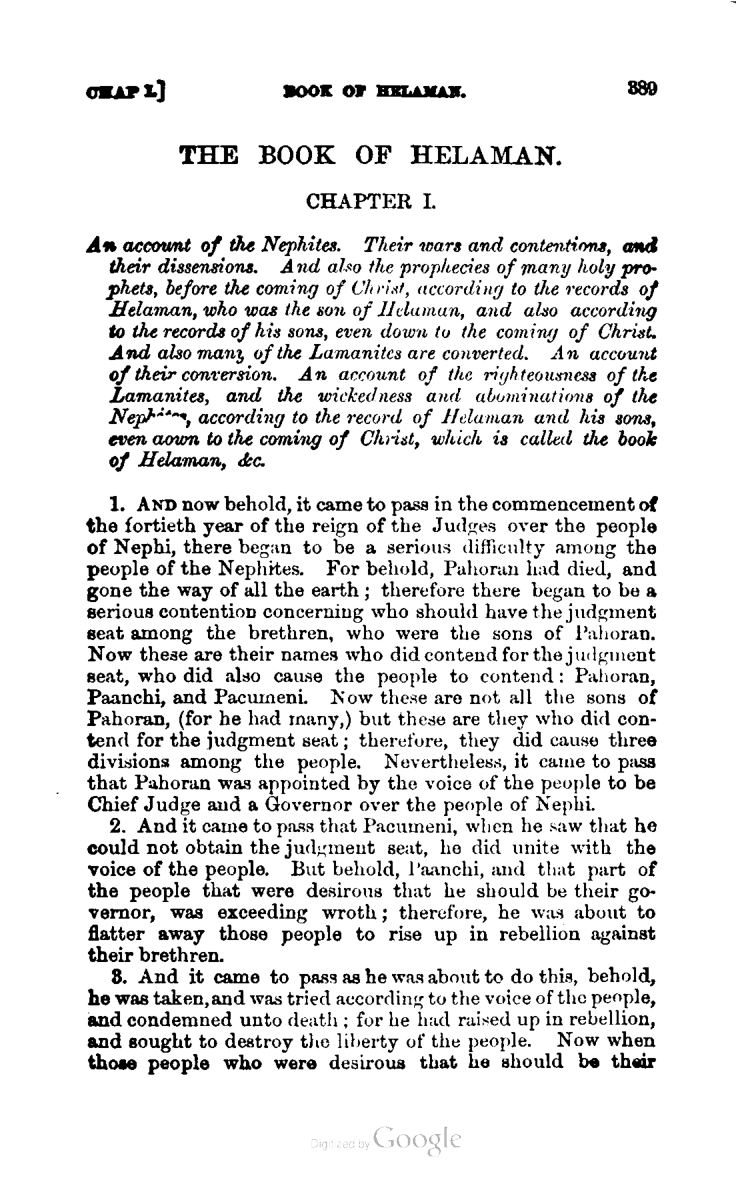 CHAP I.] BOOK OF HELAMAN. 389
THE BOOK OF HELAMAN.
CHAPTER I.
An account of the Nephites. Their wars and contentions, and
their dissensions. And also the prophecies of many holy pro-
phets, before the coming of Christ, according to the records of
Helaman, who was the son of Helaman, and also according
to the records of his sons, even down to the coming of Christ.
And also many of the Lamanites are converted. An account
of their conversion. An account of the righteousness of the
Lamanites, and the wickedness and abominations of the
Nephites, according to the record of Helaman and his sons,
even down to the coming of Christ, which is called the book
of Helaman, &c.
1. AND now behold, it came to pass in the commencement of
the fortieth year of the reign of the Judges over the people
of Nephi, there began to be a serious difficulty among the
people of the Nephites. For behold, Pahoran had died, and
gone the way of all the earth; therefore there began to be a
serious contention concerning who should have the judgment
seat among the brethren, who were the sons of Pahoran.
Now these are their names who did contend for the judgment
seat, who did also cause the people to contend: Pahoran,
Paanchi, and Pacumeni. Now these are not all the sons of
Pahoran, (for he had many,) but these are they who did con-
tend for the judgment seat; therefore, they did cause three
divisions among the people. Nevertheless, it came to pass
that Pahoran was appointed by the voice of the people to be
Chief Judge and a Governor over the people of Nephi.
2. And it came to pass that Pacumeni, when he saw that he
could not obtain the judgment seat, he did unite with the
voice of the people. But behold, Paanchi, and that part of
the people that were desirous that he should be their go-
vernor, was exceeding wroth; therefore, he was about to
flatter away those people to rise up in rebellion against
their brethren.
3. And it came to pass as he was about to do this, behold,
he was taken, and was tried according to the voice of the people,
and condemned unto death; for he had raised up in rebellion,
and sought to destroy the liberty of the people. Now when
those people who were desirous that he should be their
Digitized by Google